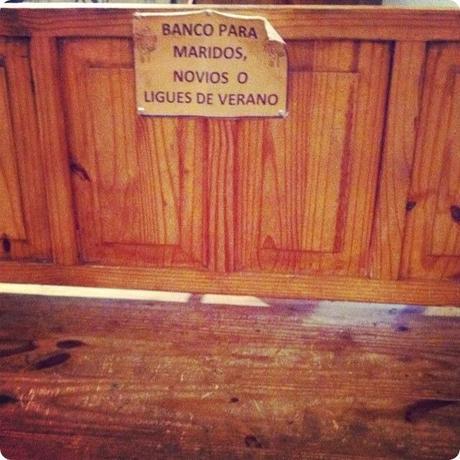 BANCO PARA
MARIDOS,
NOVIOS O
LIGUES DE VERANO